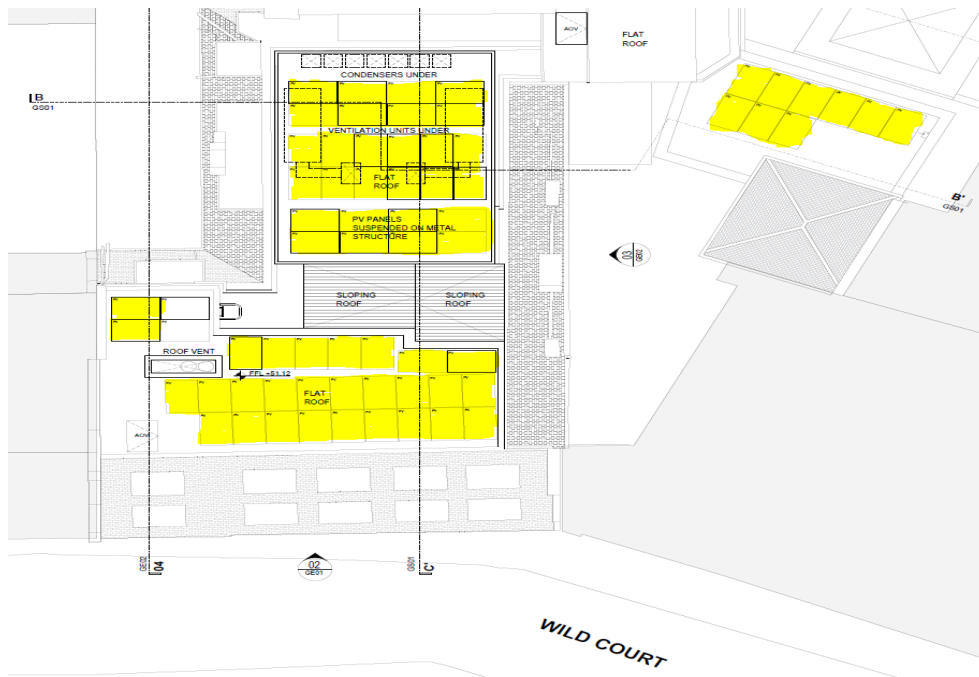 AOV
FLAT
ROOF
CONDENSERS UNDER
B
GS01
VENTILATION UNITS UNDER
FLAT
ROOF
B'
GS01
PV PANELS
SUSPENDED ON METAL
STRUCTURE
03
GE02
SLOPING
ROOF
SLOPING
ROOF
ROOF VENT
FFL +51.12
FLAT
ROOF
AOV
GE02
04
02
GE01
GS01
C'
WILD COURT